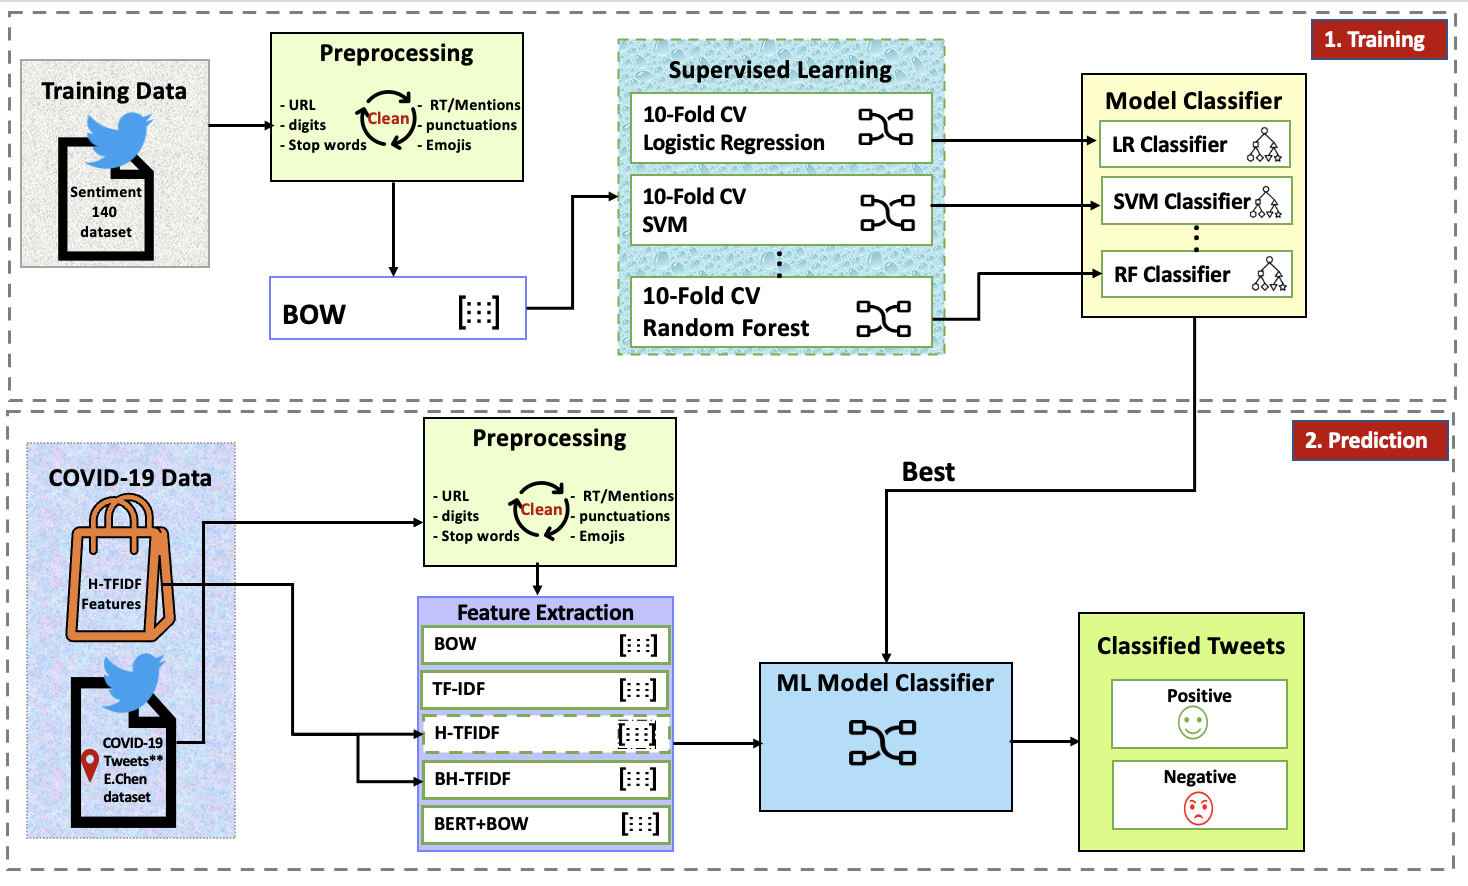 1. Training
Training Data
Sentiment
140
dataset
Preprocessing
- URL
- digits
- Stop words
Clean
- RT/Mentions
- punctuations
- Emojis
BOW
Supervised Learning
10-Fold CV
Logistic Regression
10-Fold CV
SVM
10-Fold CV
Random Forest
Model Classifier
LR Classifier
SVM Classifier
RF Classifier
2. Prediction
COVID-19 Data
H-TFIDF
Features
COVID-19
Tweets**
E.Chen
dataset
Preprocessing
- URL
- digits
- Stop words
Clean
- RT/Mentions
- punctuations
- Emojis
Feature Extraction
BOW
TF-IDF
H-TFIDF
BH-TFIDF
BERT+BOW
Best
ML Model Classifier
Classified Tweets
Positive
Negative